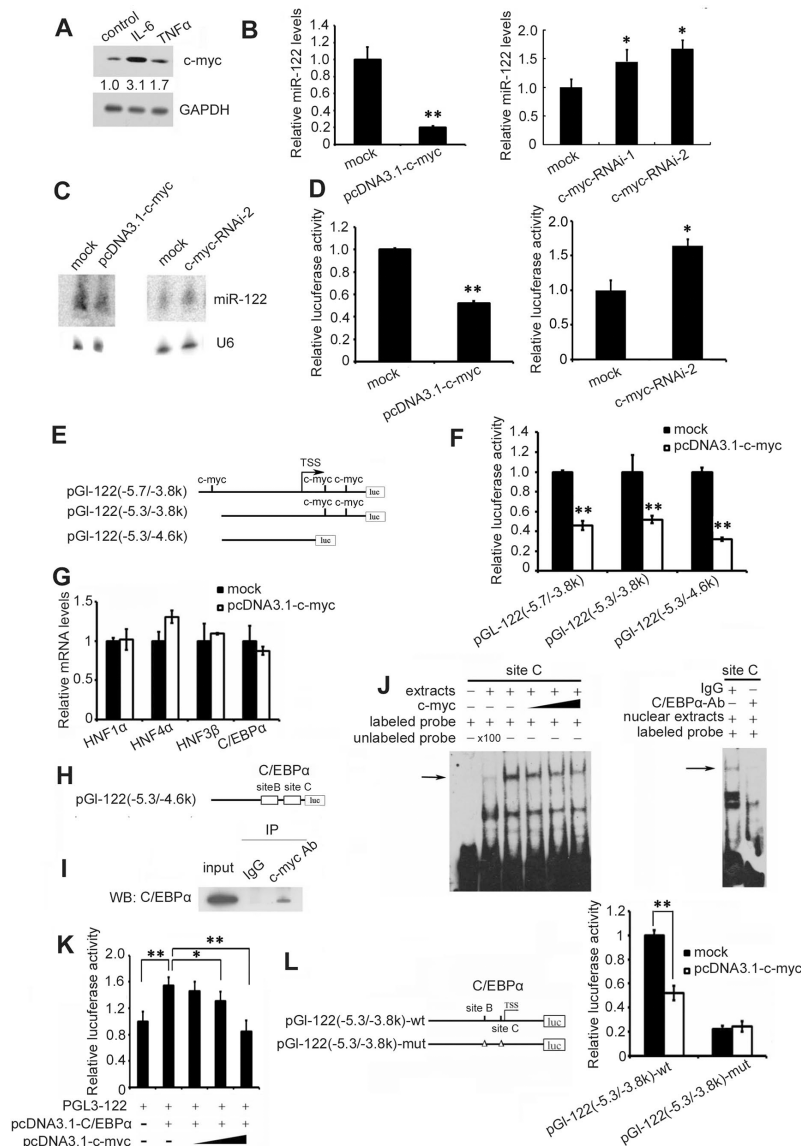 A
control IL-6 TNFα
c-myc
1.0 3.1 1.7
GAPDH
B
Relative miR-122 levels
1.4
1.2
1.0
0.8
0.6
0.4
0.2
0
**
mock
pcDNA3.1-c-myc
Relative miR-122 levels
2.0
1.5
1.0
0.5
0
*
*
mock
c-myc-RNAi-1
c-myc-RNAi-2
C
mock
pcDNA3.1-c-myc
mock
c-myc-RNAi-2
miR-122
U6
D
Relative lucuferase activity
1.2
1.0
0.8
0.6
0.4
0.2
0
**
mock
pcDNA3.1-c-myc
Relative lucuferase activity
2.0
1.5
1.0
0.5
0.0
*
mock
c-myc-RNAi-2
E
TSS
c-myc c-myc c-myc
pGl-122(-5.7/-3.8k) luc
c-myc c-myc
pGl-122(-5.3/-3.8k) luc
pGl-122(-5.3/-4.6k) luc
F
Relative lucuferase activity
1.4
1.2
1.0
0.8
0.6
0.4
0.2
0
mock
pcDNA3.1-c-myc
**
**
**
pGL-122(-5.7/-3.8k)
pGl-122(-5.3/-3.8k)
pGl-122(-5.3/-4.6k)
G
Relative mRNA levels
1.5
1
0.5
0
mock
pcDNA3.1-c-myc
HNF1α
HNF4α
HNF3β
C/EBPα
H
C/EBPα
siteB site C
pGl-122(-5.3/-4.6k) luc
I
IP
input IgG c-myc Ab
WB: C/EBPα
J
site C
extracts - + + + + +
c-myc - - -
labeled probe + + + + + +
unlabeled probe - x100 - - - -
site C
IgG + -
C/EBPα-Ab - +
nuclear extracts + +
labeled probe + +
K
Relative lucuferase activity
2.0
1.6
1.2
0.8
0.4
0
**
*
**
PGL3-122 + + + + +
pcDNA3.1-C/EBPα - + + + +
pcDNA3.1-c-myc - -
L
C/EBPα
site B TSS
pGl-122(-5.3/-3.8k)-wt luc
site C
pGl-122(-5.3/-3.8k)-mut luc
Relative lucuferase activity
1.2
1.0
0.8
0.6
0.4
0.2
0
**
mock
pcDNA3.1-c-myc
pGl-122(-5.3/-3.8k)-wt
pGl-122(-5.3/-3.8k)-mut